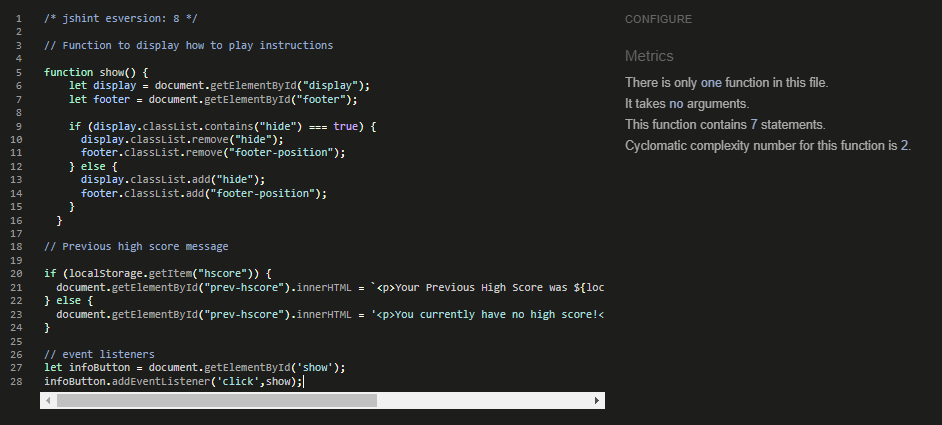 1 /* jshint esversion: 8 */
2
3 // Function to display how to play instructions
4
5 function show() {
6 let display = document.getElementById("display");
7 let footer = document.getElementById("footer");
8
9 if (display.classList.contains("hide") === true) {
10 display.classList.remove("hide");
11 footer.classList.remove("footer-position");
12 } else {
13 display.classList.add("hide");
14 footer.classList.add("footer-position");
15 }
16 }
17
18 // Previous high score message
19
20 if (localStorage.getItem("hscore")) {
21 document.getElementById("prev-hscore").innerHTML = `<p>Your Previous High Score was ${loc
22 } else {
23 document.getElementById("prev-hscore").innerHTML = '<p>You currently have no high score!<
24 }
25
26 // event listeners
27 let infoButton = document.getElementById('show');
28 infoButton.addEventListener('click',show);
CONFIGURE
Metrics
There is only one function in this file.
It takes no arguments.
This function contains 7 statements.
Cyclomatic complexity number for this function is 2.